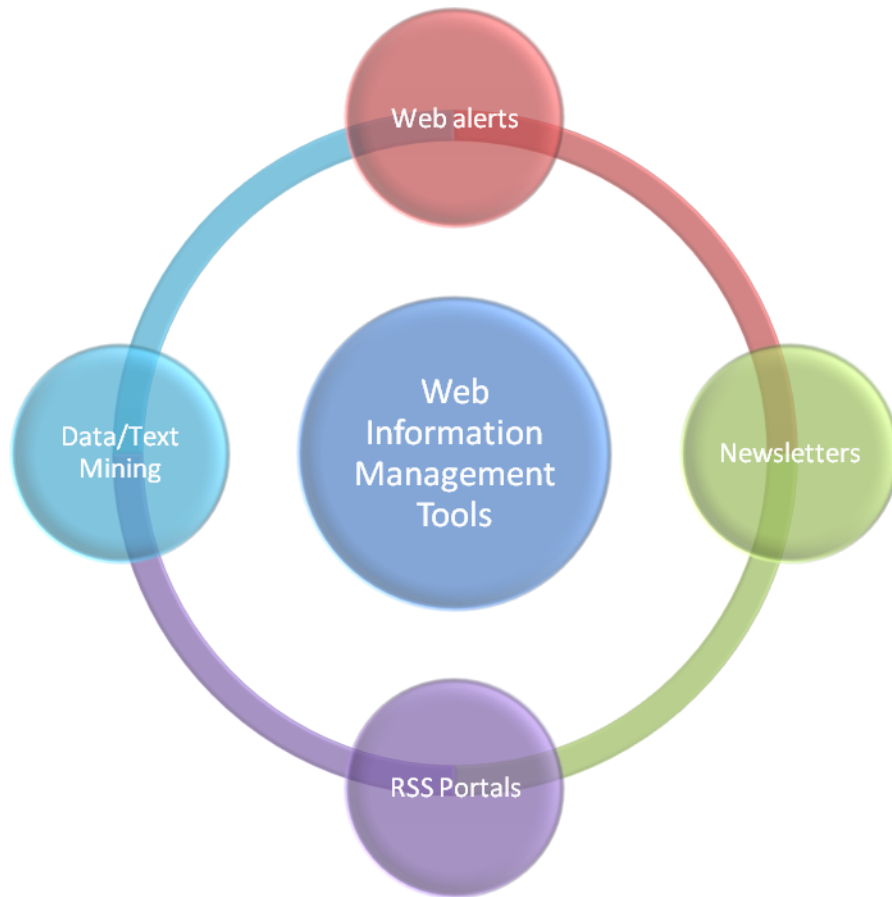 Web alerts
Web
Information
Management
Tools
Data/Text
Mining
Newsletters
RSS Portals